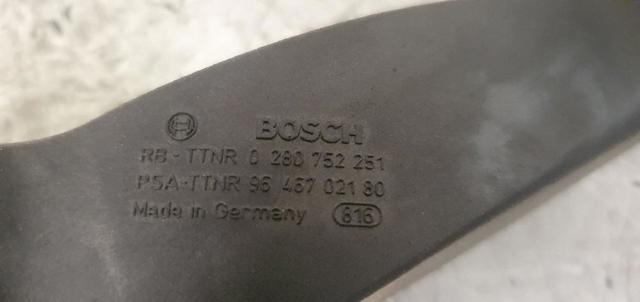 BOSCH
RB - TTNR 0 280 752 251
PSA-TTNR 96 467 021 80
Made in Germany 816